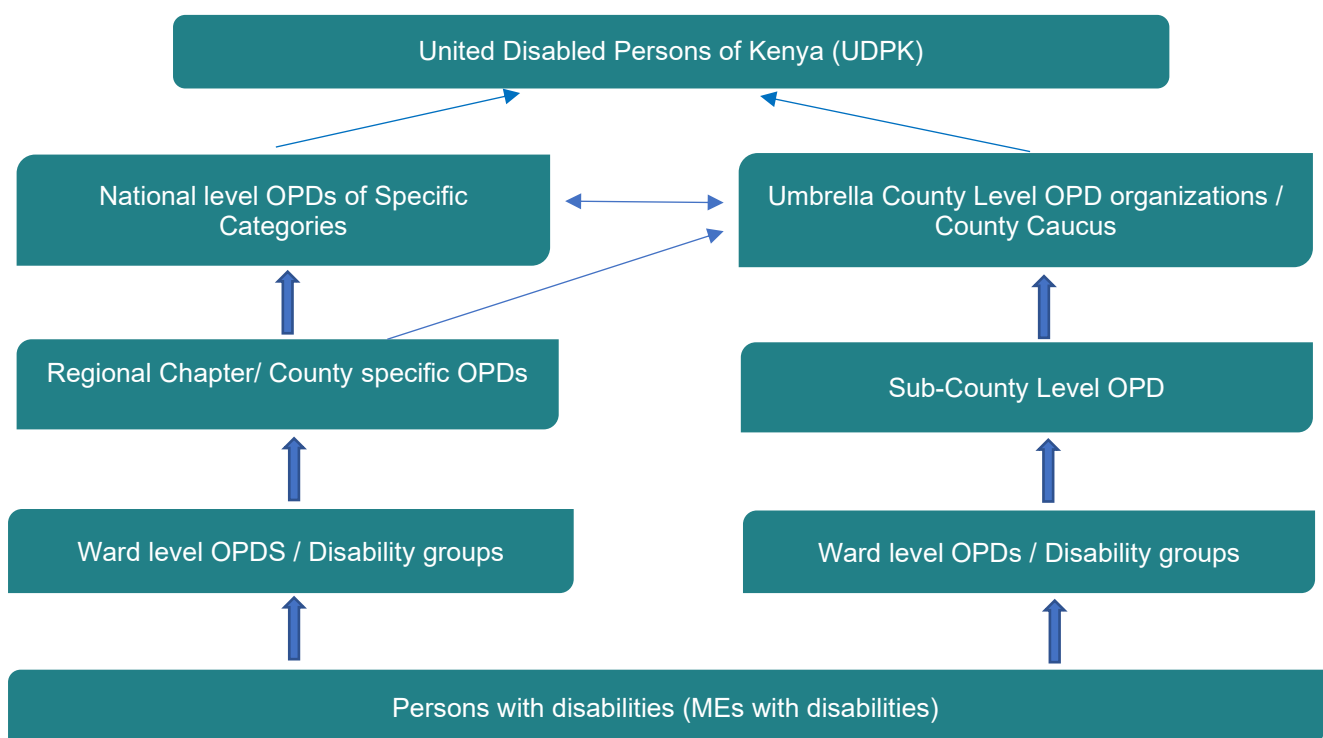 United Disabled Persons of Kenya (UDPK)
National level OPDs of Specific
Categories
Umbrella County Level OPD organizations /
County Caucus
Regional Chapter/ County specific OPDs
Sub-County Level OPD
Ward level OPDS / Disability groups
Ward level OPDs / Disability groups
Persons with disabilities (MEs with disabilities)